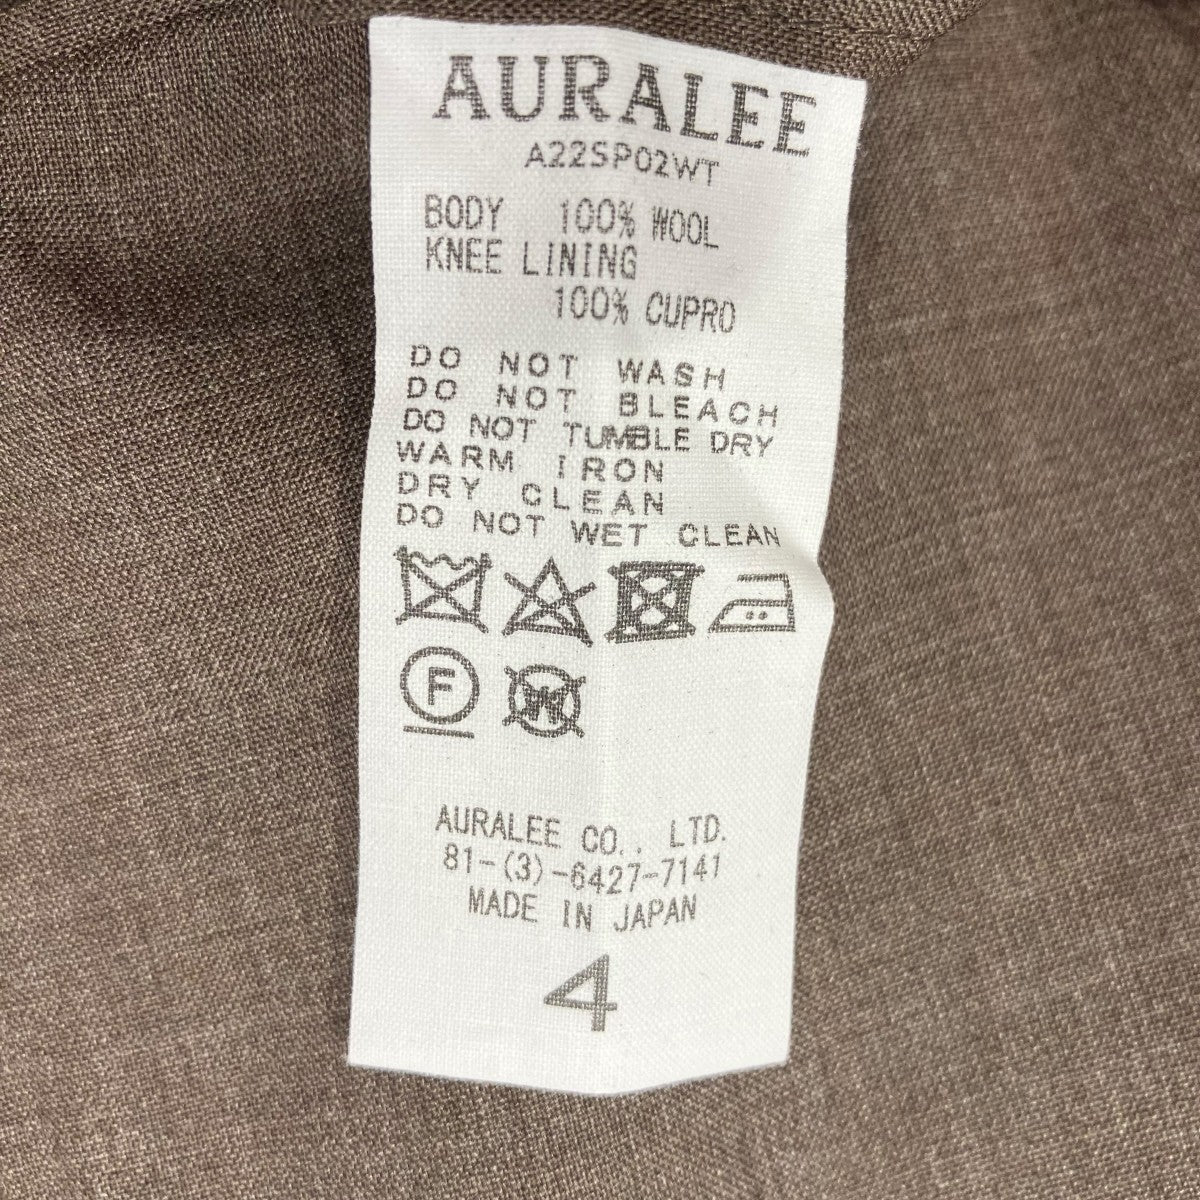 AURALEE
A22SP02WT
BODY 100% WOOL
KNEE LINING
100% CUPRO
DO NOT WASH
DO NOT BLEACH
DO NOT TUMBLE DRY
WARM IRON
DRY CLEAN
DO NOT WET CLEAN
F W
AURALEE CO., LTD.
81-(3)-6427-7141
MADE IN JAPAN
4